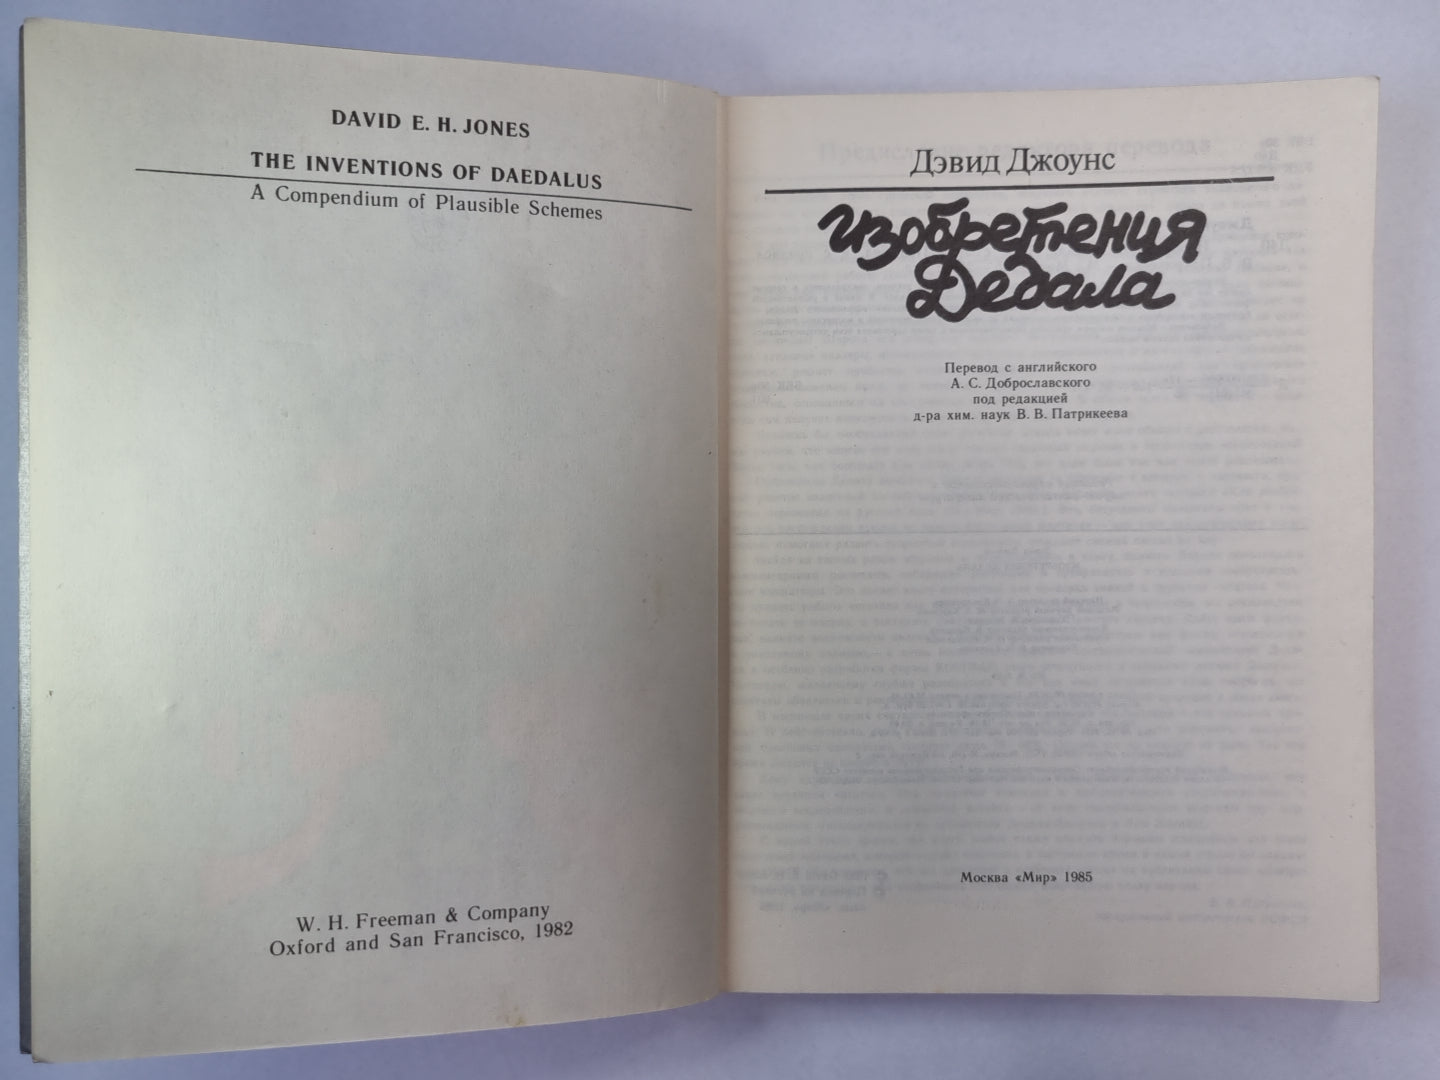 DAVID E. H. JONES
THE INVENTIONS OF DAEDALUS
A Compendium of Plausible Schemes
W. H. Freeman & Company
Oxford and San Francisco, 1982
Дэвид Джоунс
Изобретения
Дедала
Перевод с английского
А. С. Доброславского
под редакцией
д-ра хим. наук В. В. Патрикеева
Москва «Мир» 1985